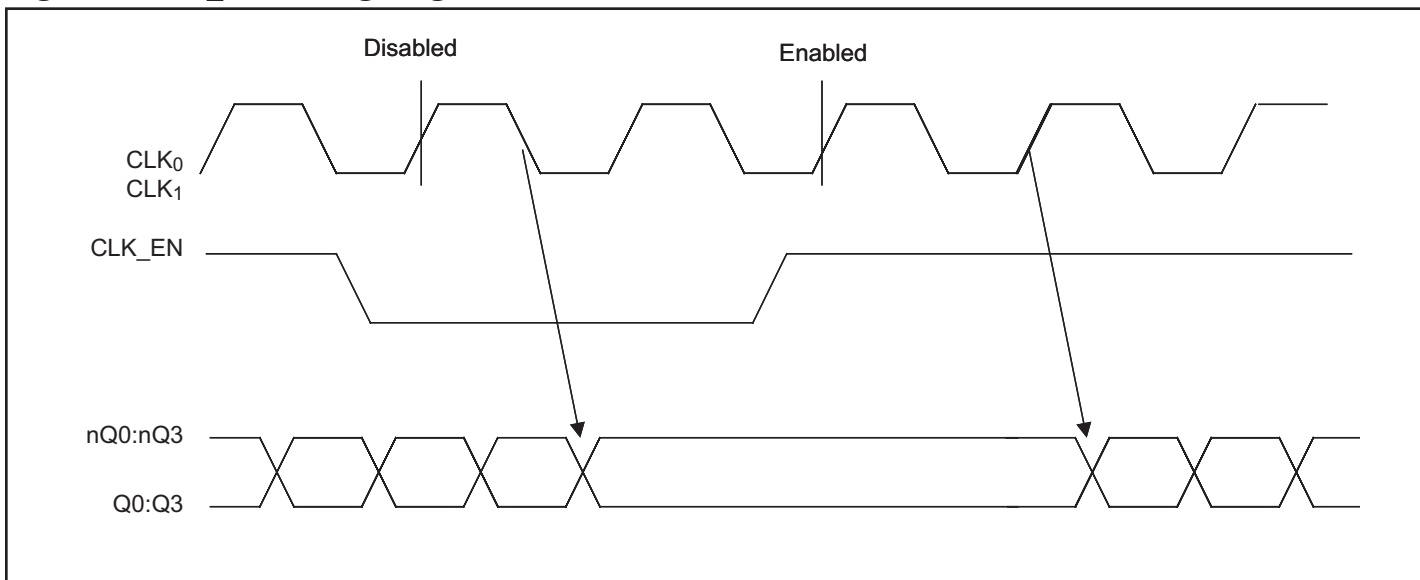 Disabled
Enabled
CLK0
CLK1
CLK_EN
nQ0:nQ3
Q0:Q3